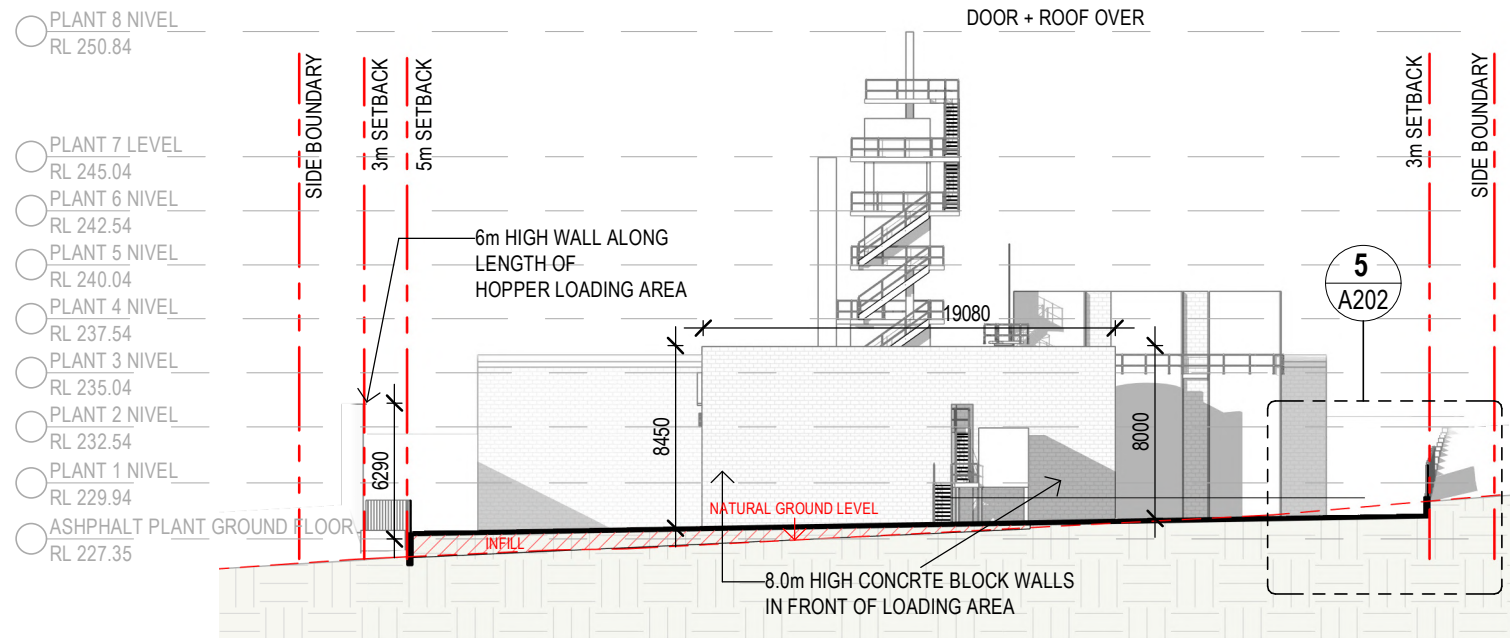 PLANT 8 NIVEL
RL 250.84
PLANT 7 LEVEL
RL 245.04
PLANT 6 NIVEL
RL 242.54
PLANT 5 NIVEL
RL 240.04
PLANT 4 NIVEL
RL 237.54
PLANT 3 NIVEL
RL 235.04
PLANT 2 NIVEL
RL 232.54
PLANT 1 NIVEL
RL 229.94
ASHPHALT PLANT GROUND FLOOR
RL 227.35
SIDE BOUNDARY
3m SETBACK
5m SETBACK
DOOR + ROOF OVER
6m HIGH WALL ALONG
LENGTH OF
HOPPER LOADING AREA
6290
8450
19080
8000
NATURAL GROUND LEVEL
INFILL
8.0m HIGH CONCRTE BLOCK WALLS
IN FRONT OF LOADING AREA
5
A202
3m SETBACK
SIDE BOUNDARY